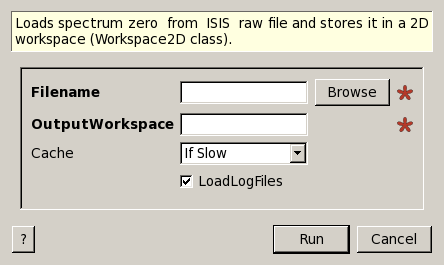 Loads spectrum zero from ISIS raw file and stores it in a 2D
workspace (Workspace2D class).
Filename Browse *
OutputWorkspace *
Cache If Slow
LoadLogFiles
? Run Cancel